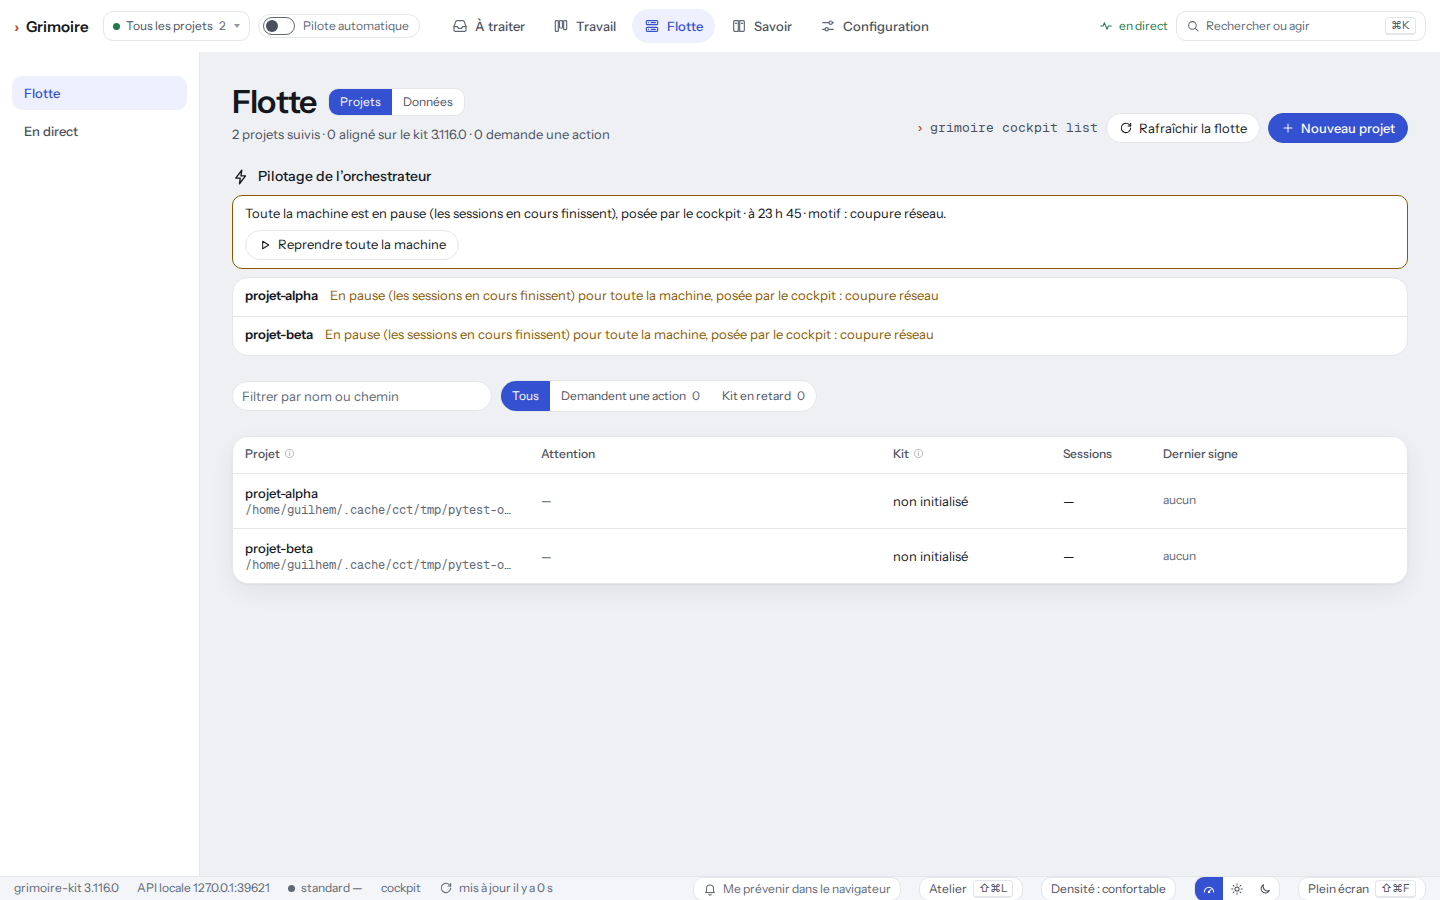 › Grimoire
Tous les projets 2
Pilote automatique
À traiter
Travail
Flotte
Savoir
Configuration
en direct
Rechercher ou agir ⌘K
Flotte
En direct
Flotte
Projets
Données
2 projets suivis · 0 aligné sur le kit 3.116.0 · 0 demande une action
› grimoire cockpit list
Rafraîchir la flotte
+ Nouveau projet
Pilotage de l'orchestrateur
Toute la machine est en pause (les sessions en cours finissent), posée par le cockpit · à 23 h 45 · motif : coupure réseau.
Reprendre toute la machine
projet-alpha En pause (les sessions en cours finissent) pour toute la machine, posée par le cockpit : coupure réseau
projet-beta En pause (les sessions en cours finissent) pour toute la machine, posée par le cockpit : coupure réseau
Filtrer par nom ou chemin
Tous
Demandent une action 0
Kit en retard 0
Projet Attention Kit Sessions Dernier signe
projet-alpha
/home/guilhem/.cache/cct/tmp/pytest-o…
— non initialisé — aucun
projet-beta
/home/guilhem/.cache/cct/tmp/pytest-o…
— non initialisé — aucun
grimoire-kit 3.116.0
API locale 127.0.0.1:39621
standard —
cockpit
mis à jour il y a 0 s
Me prévenir dans le navigateur
Atelier ⇧⌘L
Densité : confortable
Plein écran ⇧⌘F